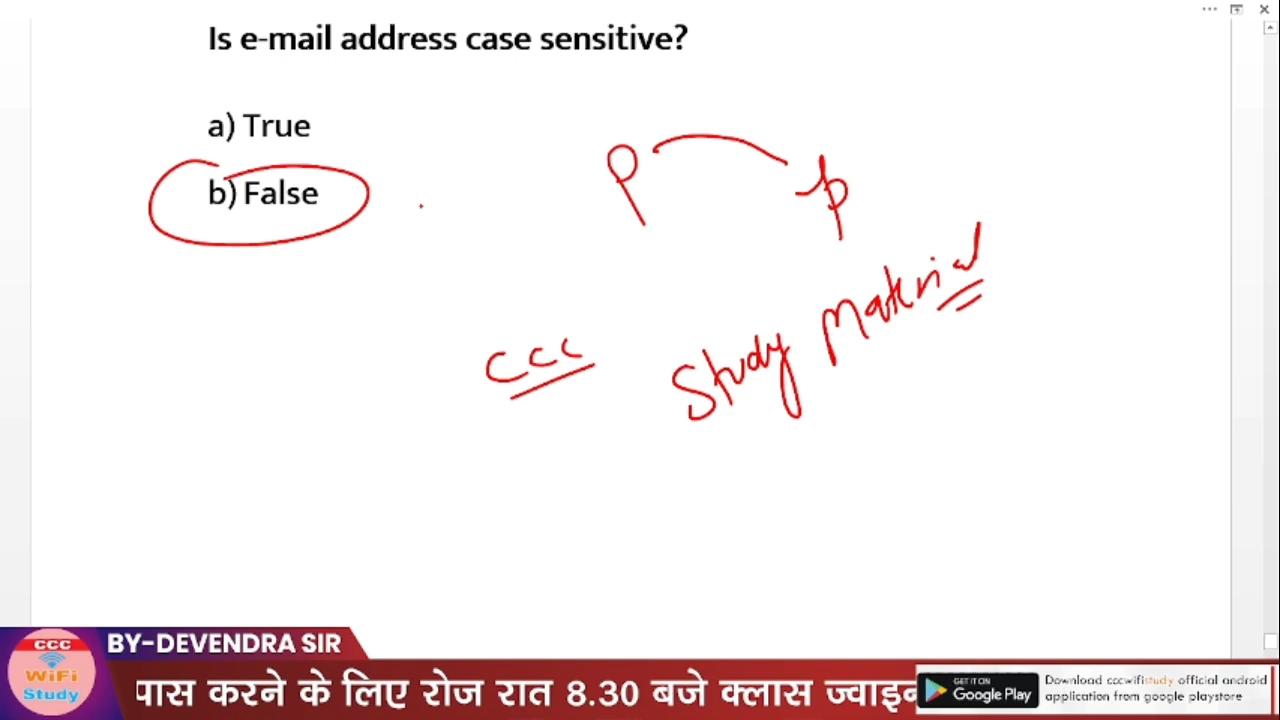 Is e-mail address case sensitive?
a) True
b) False
P p
ccc
Study Material
CCC
WiFi
Study
BY-DEVENDRA SIR
पास करने के लिए रोज रात 8.30 बजे क्लास ज्वाइन
GET IT ON
Google Play
Download cccwifistudy official android
application from google playstore